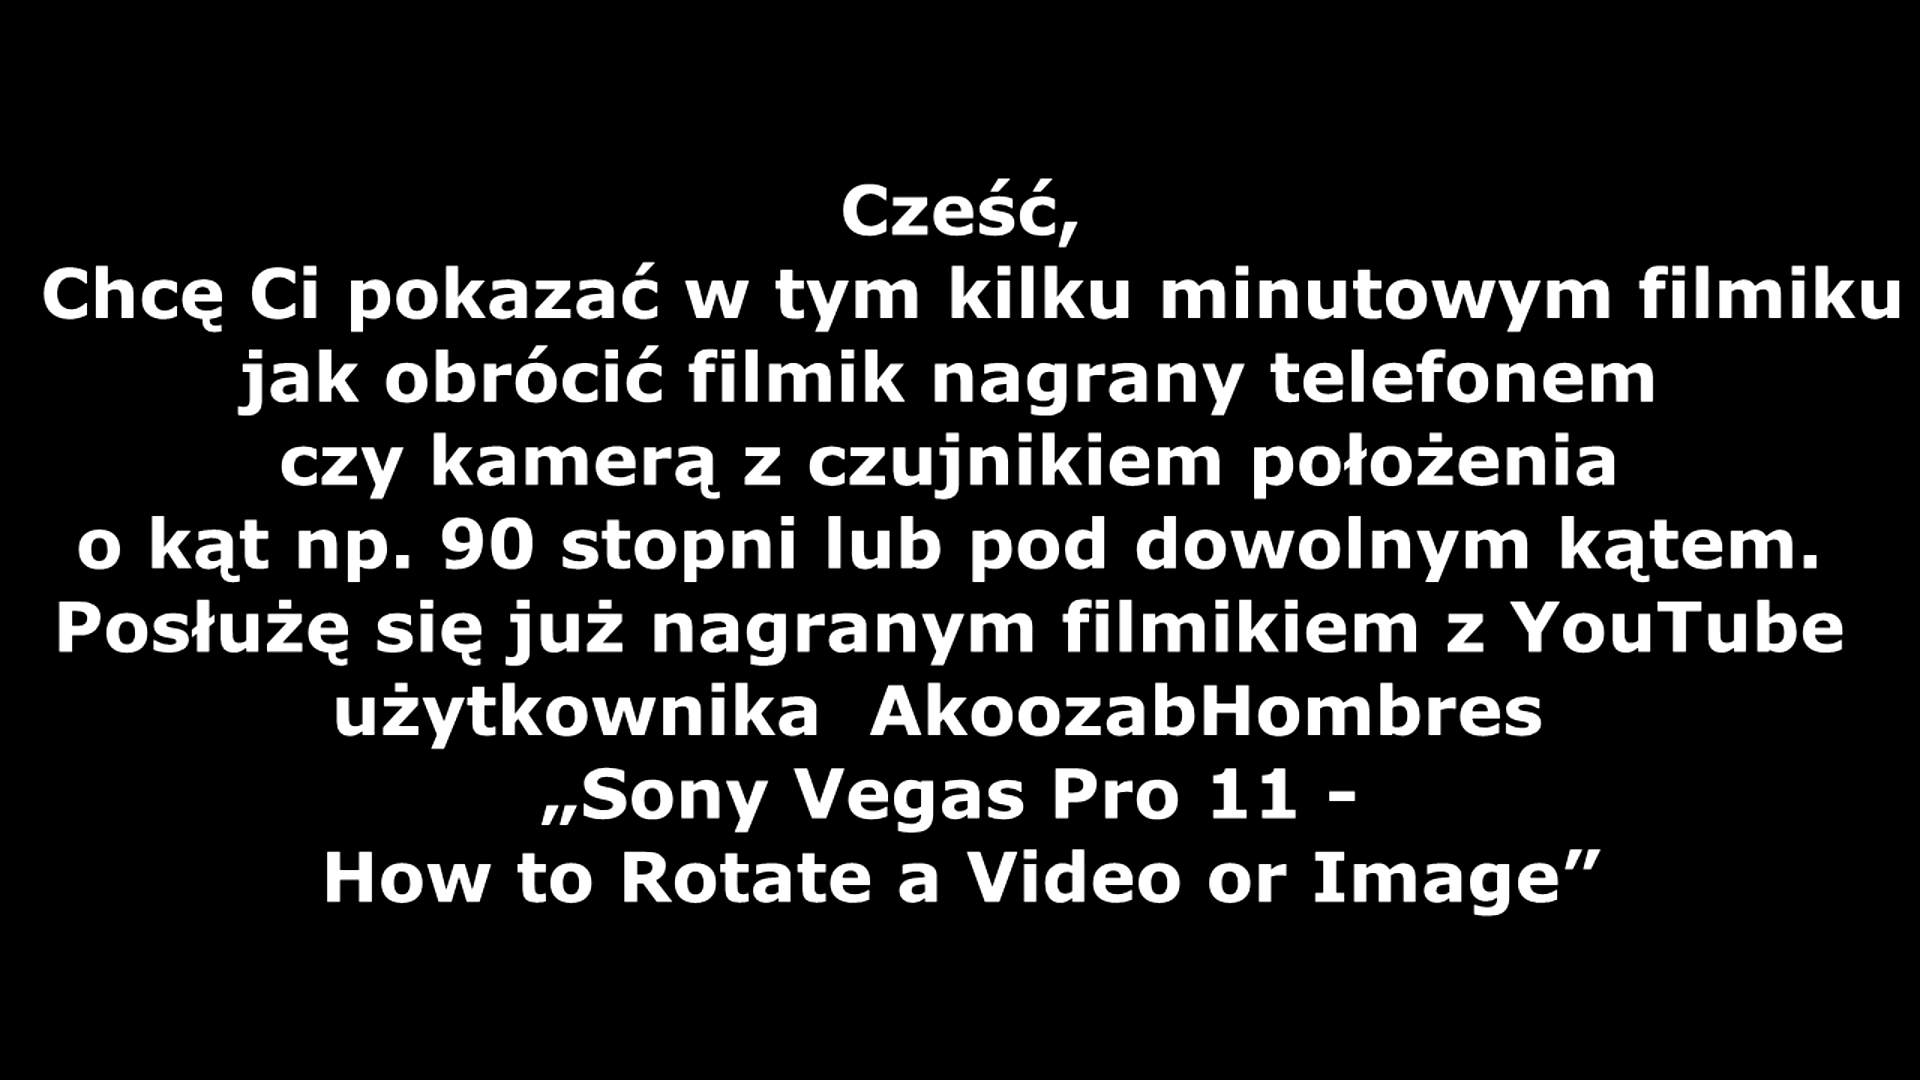 Cześć,
Chcę Ci pokazać w tym kilku minutowym filmiku
jak obrócić filmik nagrany telefonem
czy kamerą z czujnikiem położenia
o kąt np. 90 stopni lub pod dowolnym kątem.
Posłużę się już nagranym filmikiem z YouTube
użytkownika  AkoozabHombres
„Sony Vegas Pro 11 -
How to Rotate a Video or Image”